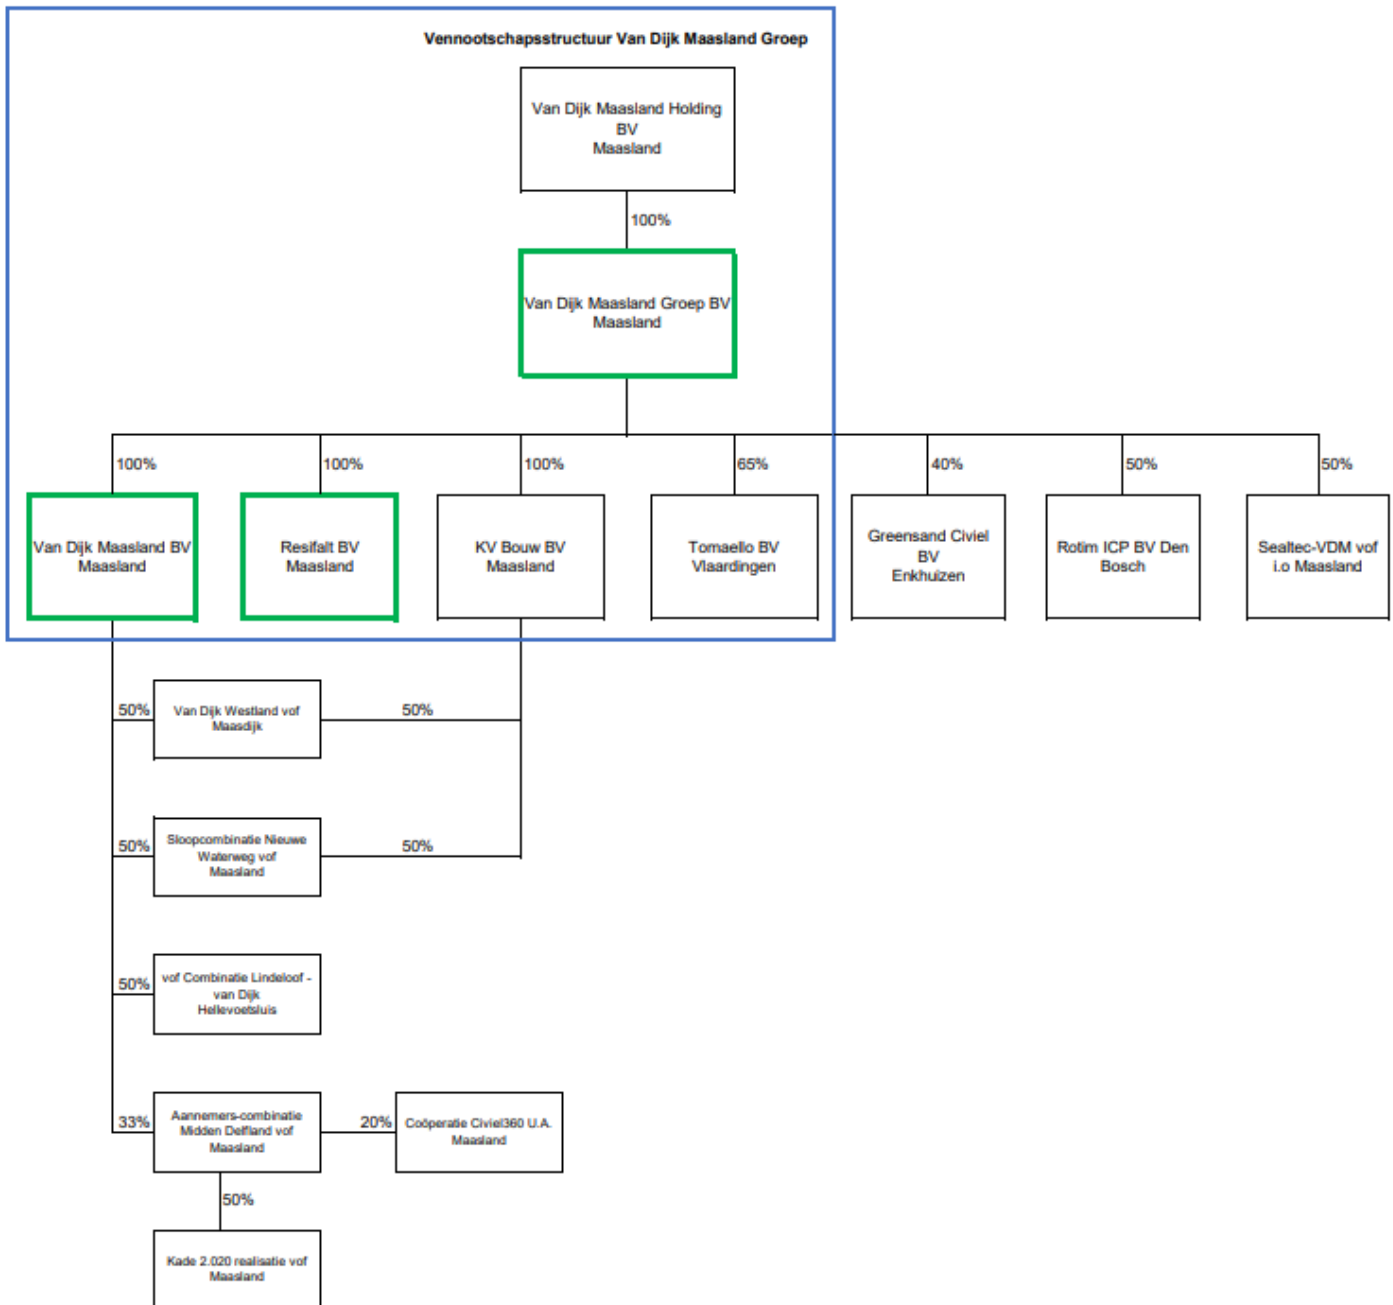 Vennootschapsstructuur Van Dijk Maasland Groep
Van Dijk Maasland Holding
BV
Maasland
100%
Van Dijk Maasland Groep BV
Maasland
100%
100%
100%
65%
40%
50%
50%
Van Dijk Maasland BV
Maasland
Resifalt BV
Maasland
KV Bouw BV
Maasland
Tomaello BV
Vlaardingen
Greensand Civiel
BV
Enkhuizen
Rotim ICP BV Den
Bosch
Sealtec-VDM vof
i.o Maasland
50%
Van Dijk Westland vof
Maasdijk
50%
50%
Sloopcombinatie Nieuwe
Waterweg vof
Maasland
50%
50%
vof Combinatie Lindeloof -
van Dijk
Hellevoetsluis
33%
Aannemers-combinatie
Midden Delfland vof
Maasland
20%
Coöperatie Civiel360 U.A.
Maasland
50%
Kade 2.020 realisatie vof
Maasland